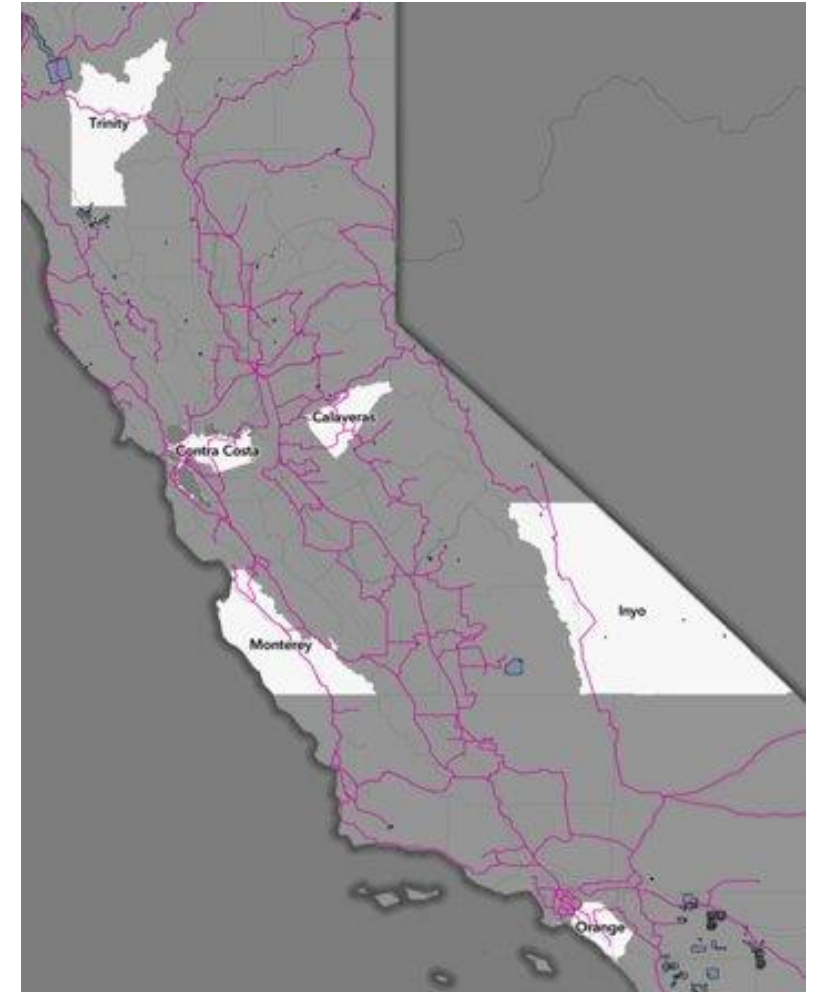 Trinity
Calaveras
Contra Costa
Inyo
Monterey
Orange